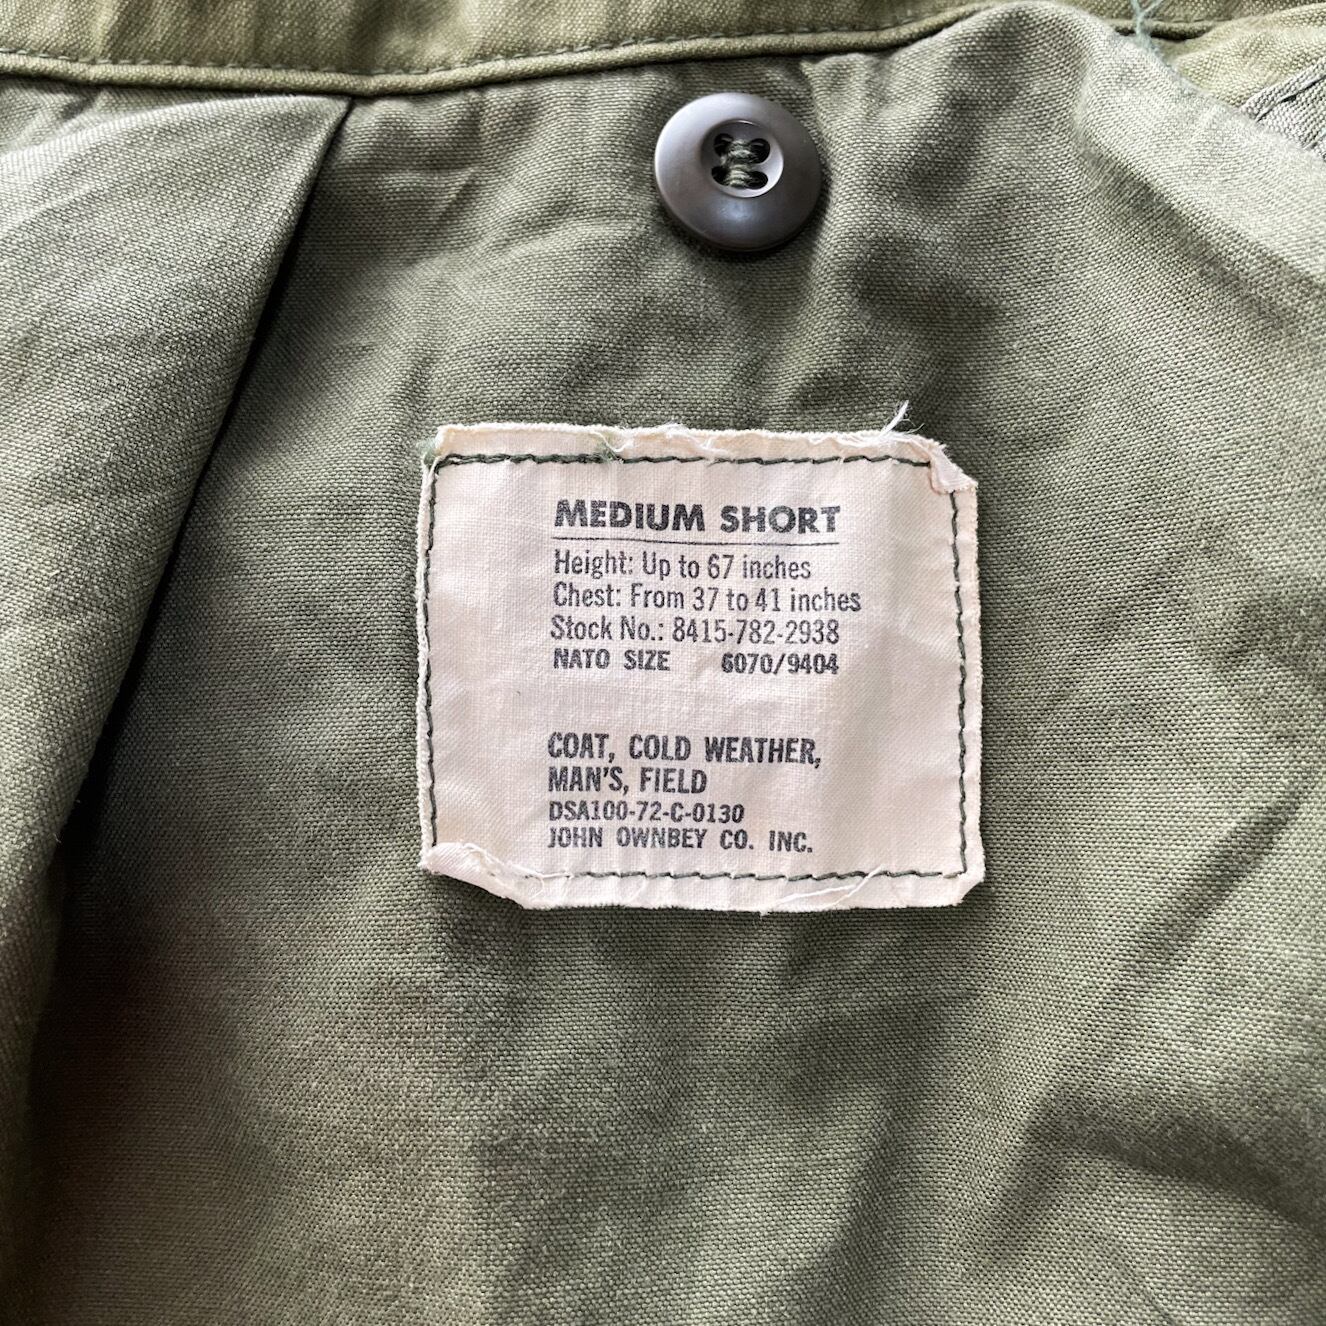 MEDIUM SHORT
Height: Up to 67 inches
Chest: From 37 to 41 inches
Stock No.: 8415-782-2938
NATO SIZE 6070/9404
COAT, COLD WEATHER,
MAN'S, FIELD
DSA100-72-C-0130
JOHN OWNBEY CO. INC.